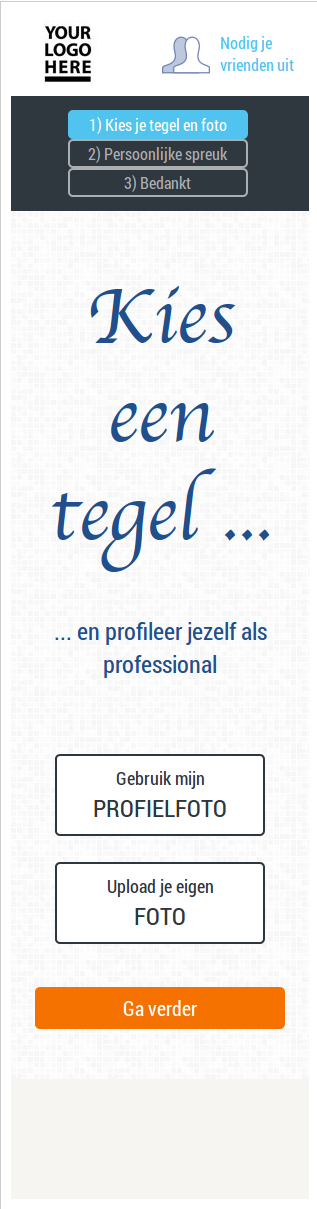 YOUR
LOGO
HERE
Nodig je
vrienden uit
1) Kies je tegel en foto
2) Persoonlijke spreuk
3) Bedankt
Kies
een
tegel ...
... en profileer jezelf als
professional
Gebruik mijn
PROFIELFOTO
Upload je eigen
FOTO
Ga verder